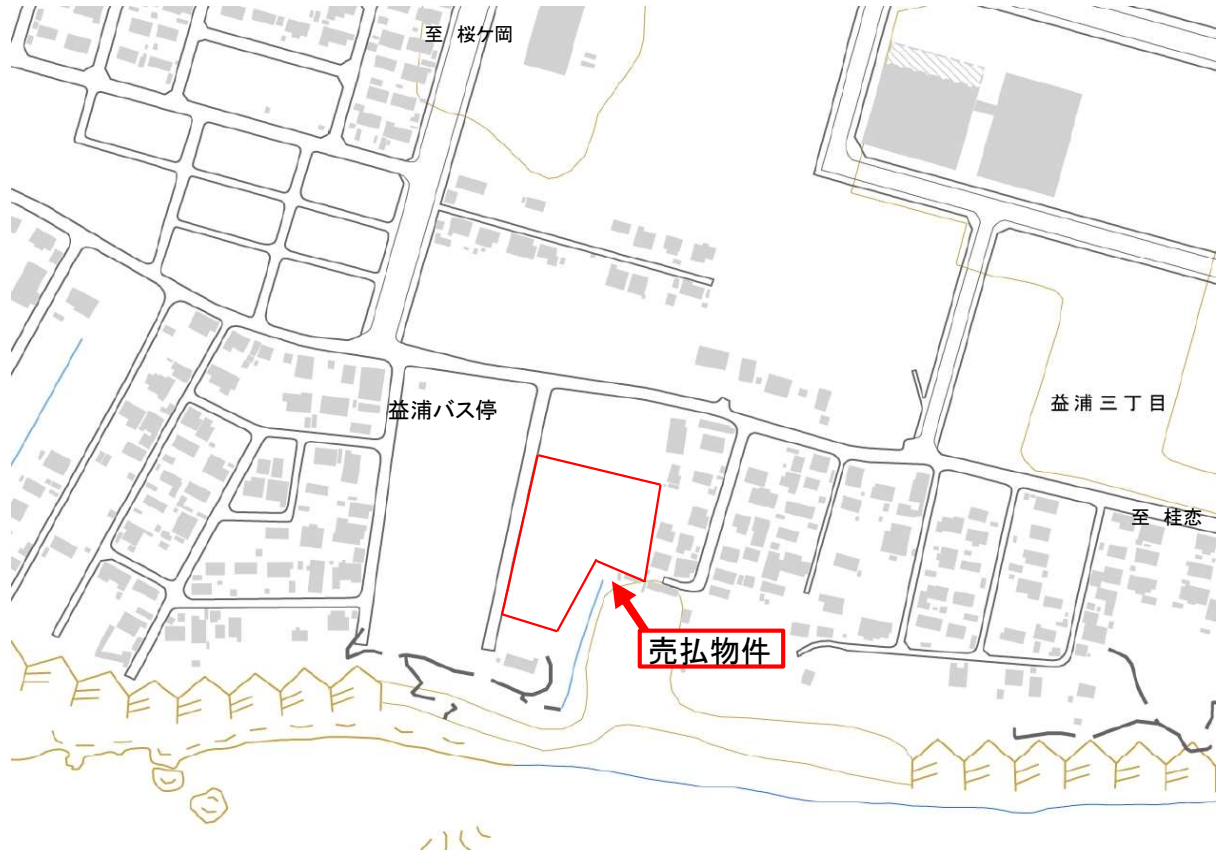 至 桜ケ岡
益浦バス停
益浦三丁目
至 桂恋
売払物件